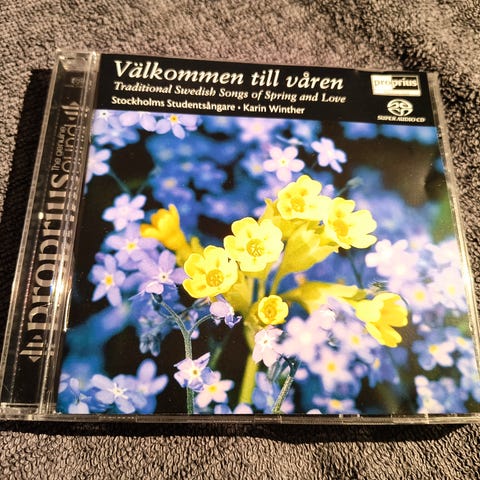 Välkommen till våren
Traditional Swedish Songs of Spring and Love
Stockholms Studentsångare • Karin Winther
proprius
SUPER AUDIO CD
proprius